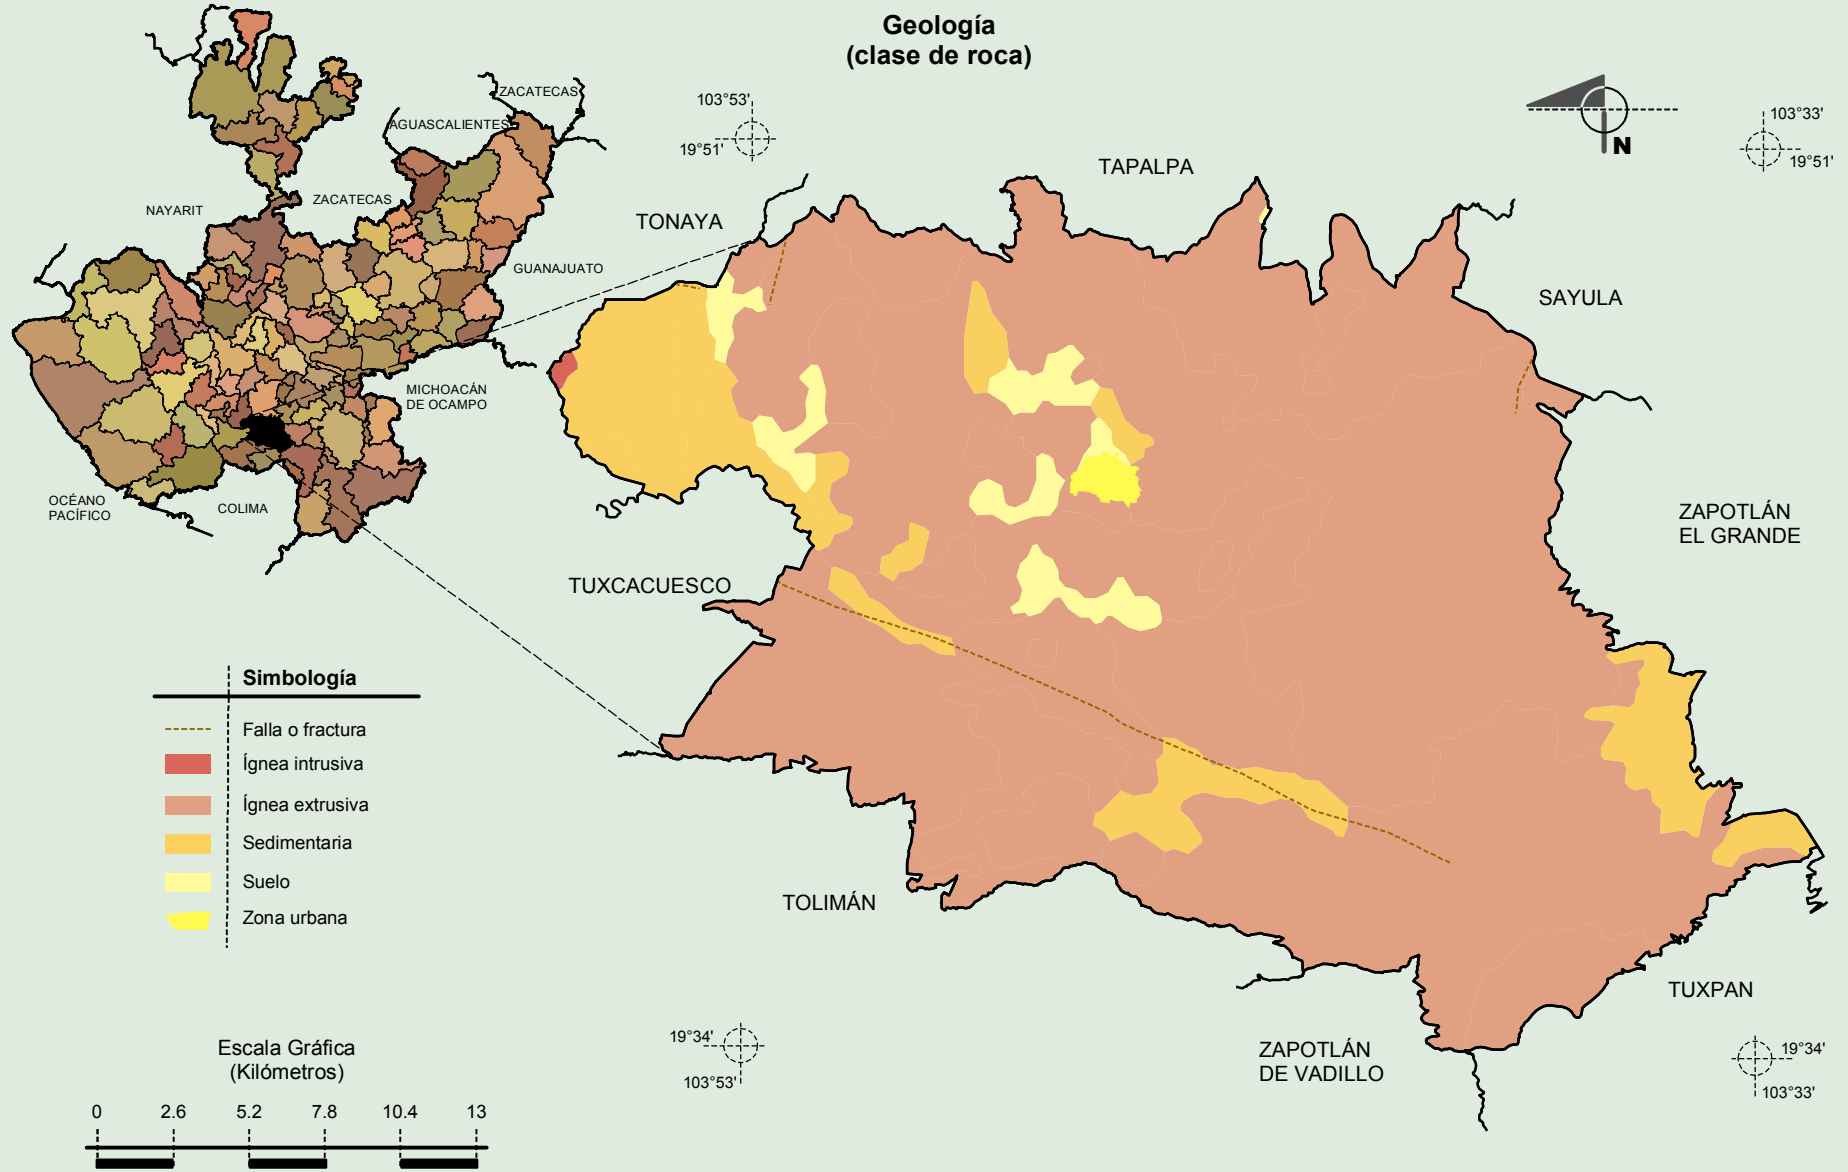 Geología
(clase de roca)
ZACATECAS
AGUASCALIENTES
NAYARIT
ZACATECAS
GUANAJUATO
MICHOACÁN
DE OCAMPO
OCÉANO
PACÍFICO
COLIMA
103°53'
19°51'
N
103°33'
19°51'
TAPALPA
TONAYA
SAYULA
ZAPOTLÁN
EL GRANDE
TUXCACUESCO
TOLIMÁN
TUXPAN
ZAPOTLÁN
DE VADILLO
19°34'
103°53'
19°34'
103°33'
Simbología
Falla o fractura
Ígnea intrusiva
Ígnea extrusiva
Sedimentaria
Suelo
Zona urbana
Escala Gráfica
(Kilómetros)
0 2.6 5.2 7.8 10.4 13